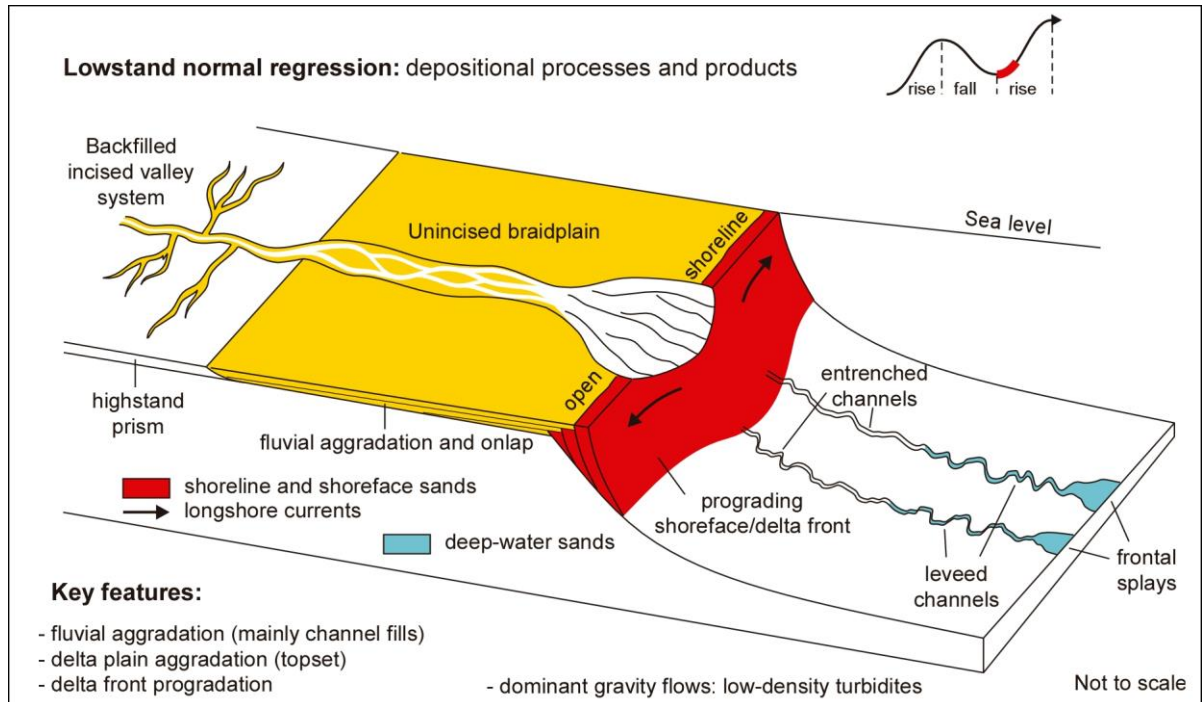 Lowstand normal regression: depositional processes and products
rise fall rise
Backfilled
incised valley
system
Unincised braidplain
shoreline
Sea level
open
entrenched
channels
highstand
prism
fluvial aggradation and onlap
shoreline and shoreface sands
longshore currents
prograding
shoreface/delta front
deep-water sands
leveed
channels
frontal
splays
Key features:
- fluvial aggradation (mainly channel fills)
- delta plain aggradation (topset)
- delta front progradation
- dominant gravity flows: low-density turbidites
Not to scale